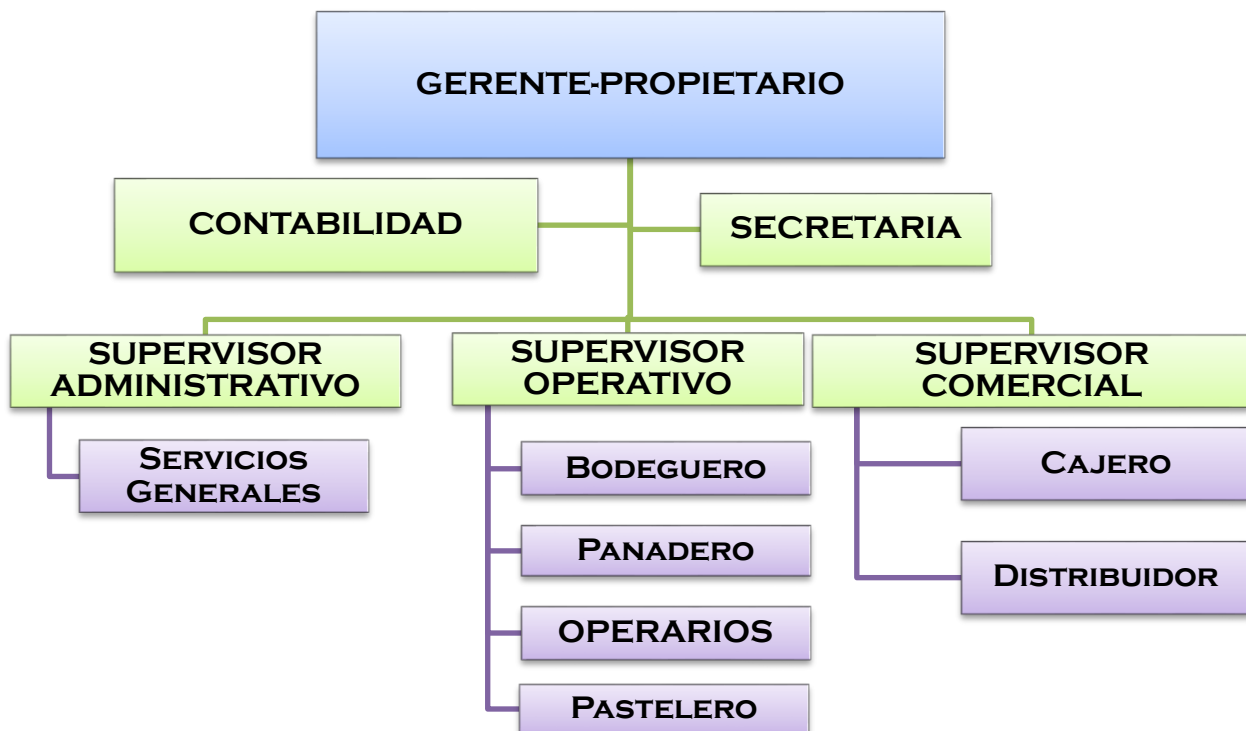 GERENTE-PROPIETARIO
CONTABILIDAD
SECRETARIA
SUPERVISOR
ADMINISTRATIVO
SUPERVISOR
OPERATIVO
SUPERVISOR
COMERCIAL
Servicios
Generales
Bodeguero
Panadero
OPERARIOS
Pastelero
Cajero
Distribuidor